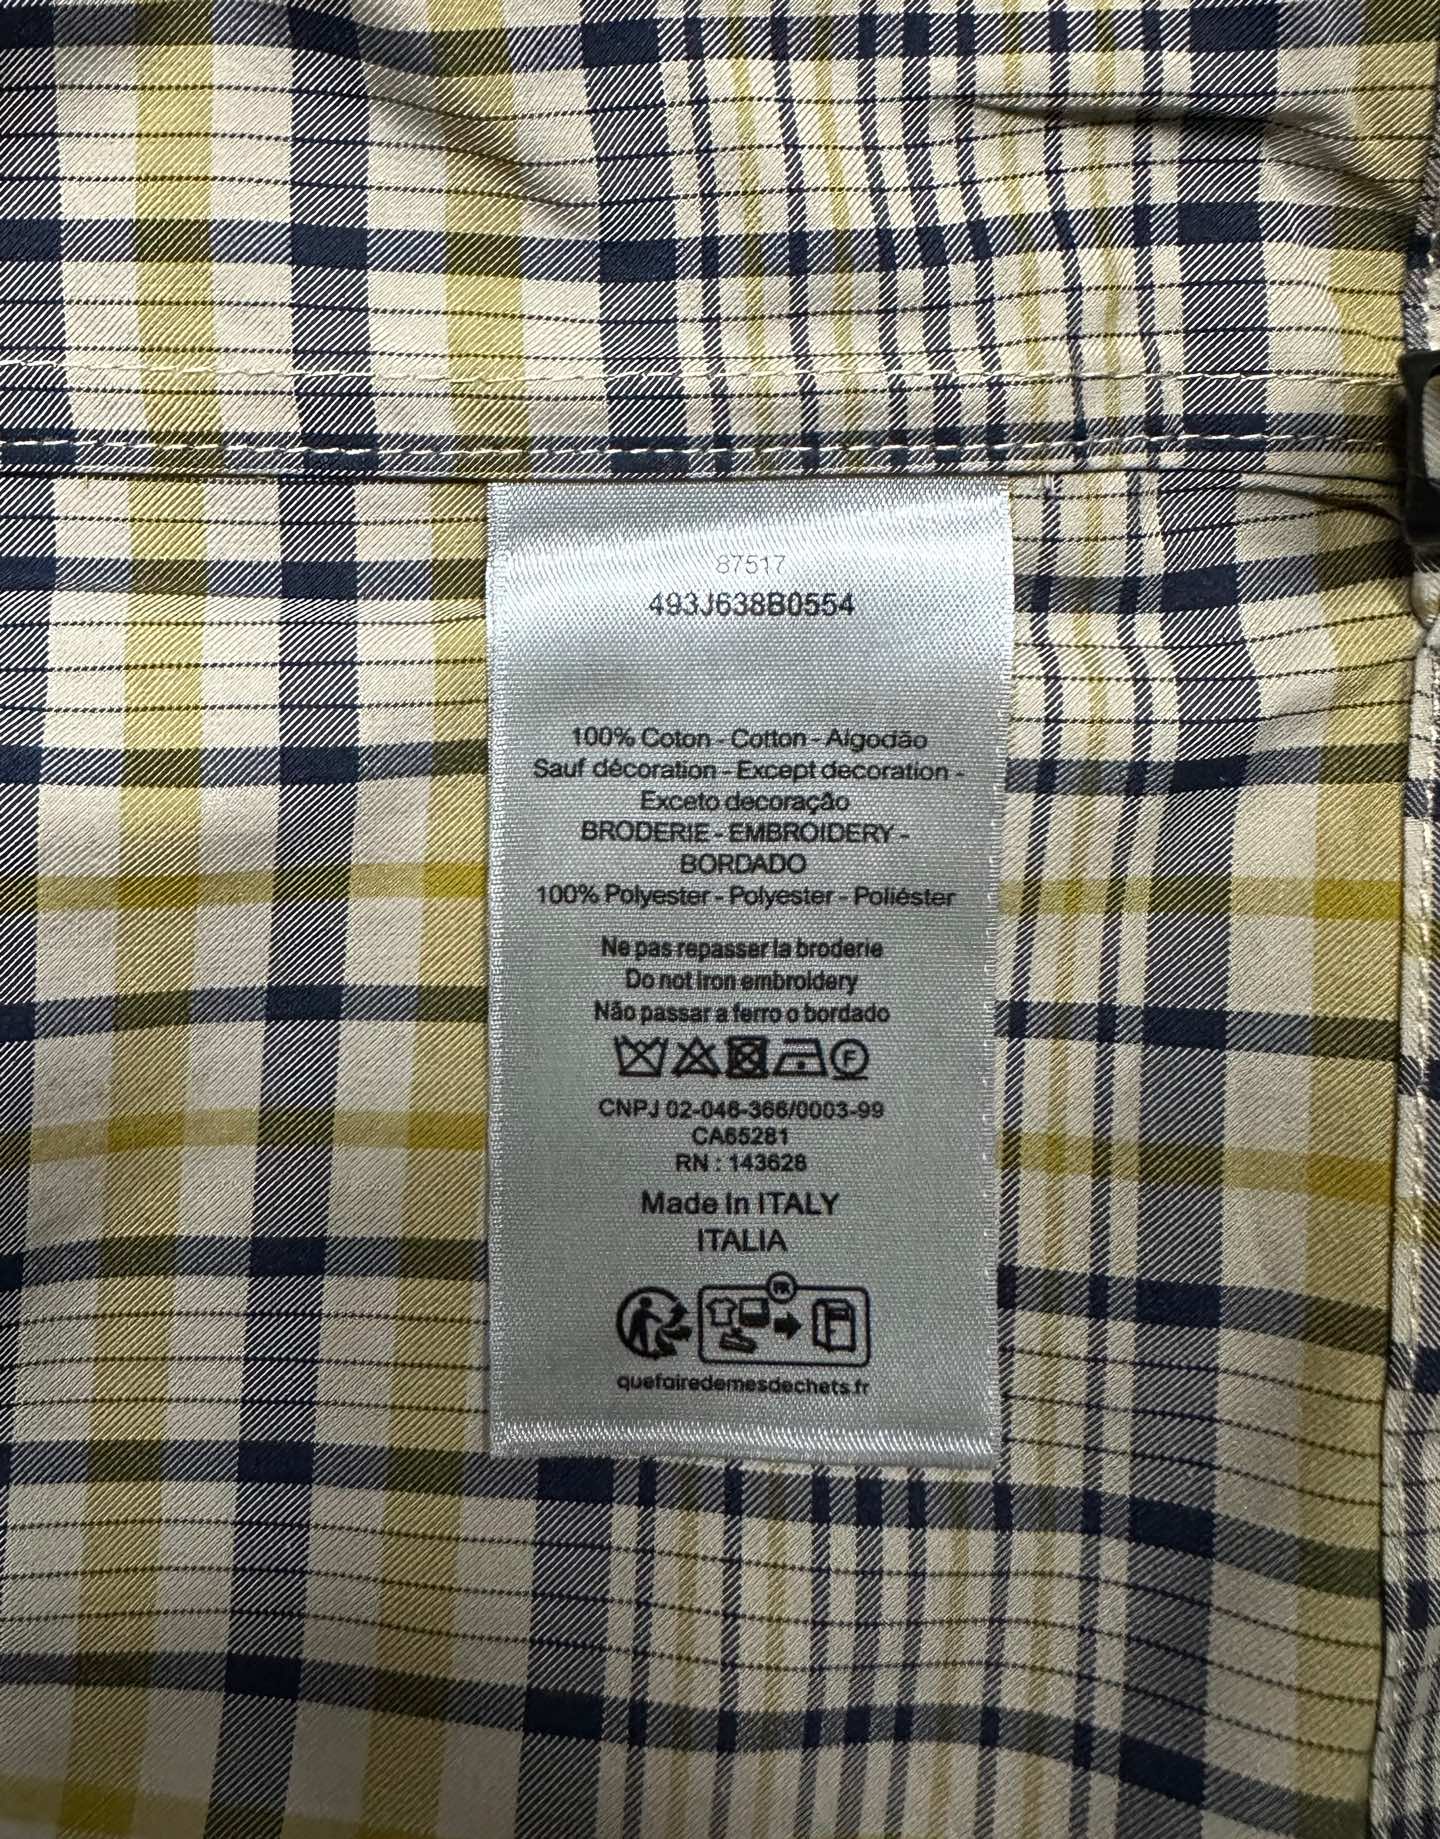 87517
493J638B0554
100% Coton - Cotton - Algodão
Sauf décoration - Except decoration -
Exceto decoração
BRODERIE - EMBROIDERY -
BORDADO
100% Polyester - Polyester - Poliéster
Ne pas repasser la broderie
Do not iron embroidery
Não passar a ferro o bordado
F
CNPJ 02-046-366/0003-99
CA65281
RN : 143628
Made In ITALY
ITALIA
FR
quefairedemesdechets.fr